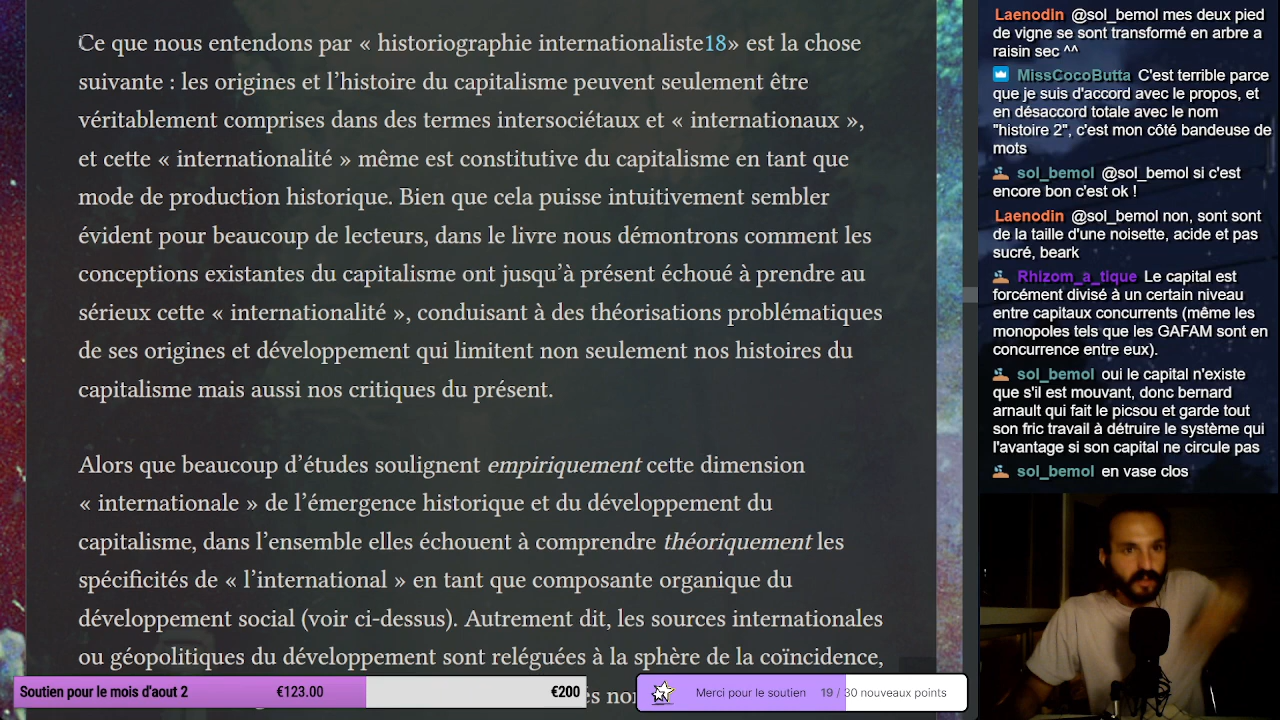 Ce que nous entendons par « historiographie internationaliste18» est la chose
suivante : les origines et l’histoire du capitalisme peuvent seulement être
véritablement comprises dans des termes intersociétaux et « internationaux »,
et cette « internationalité » même est constitutive du capitalisme en tant que
mode de production historique. Bien que cela puisse intuitivement sembler
évident pour beaucoup de lecteurs, dans le livre nous démontrons comment les
conceptions existantes du capitalisme ont jusqu’à présent échoué à prendre au
sérieux cette « internationalité », conduisant à des théorisations problématiques
de ses origines et développement qui limitent non seulement nos histoires du
capitalisme mais aussi nos critiques du présent.
Alors que beaucoup d’études soulignent empiriquement cette dimension
« internationale » de l’émergence historique et du développement du
capitalisme, dans l’ensemble elles échouent à comprendre théoriquement les
spécificités de « l’international » en tant que composante organique du
développement social (voir ci-dessus). Autrement dit, les sources internationales
ou géopolitiques du développement sont reléguées à la sphère de la coïncidence,
Soutien pour le mois d'aout 2 €123.00 €200
Merci pour le soutien 19 / 30 nouveaux points
Laenodin @sol_bemol mes deux pied
de vigne se sont transformé en arbre a
raisin sec ^^
MissCocoButta C'est terrible parce
que je suis d'accord avec le propos, et
en désaccord totale avec le nom
"histoire 2", c'est mon côté bandeuse de
mots
sol_bemol @sol_bemol si c'est
encore bon c'est ok !
Laenodin @sol_bemol non, sont sont
de la taille d'une noisette, acide et pas
sucré, beark
Rhizom_a_tique Le capital est
forcément divisé à un certain niveau
entre capitaux concurrents (même les
monopoles tels que les GAFAM sont en
concurrence entre eux).
sol_bemol oui le capital n'existe
que s'il est mouvant, donc bernard
arnault qui fait le picsou et garde tout
son fric travail à détruire le système qui
l'avantage si son capital ne circule pas
sol_bemol en vase clos